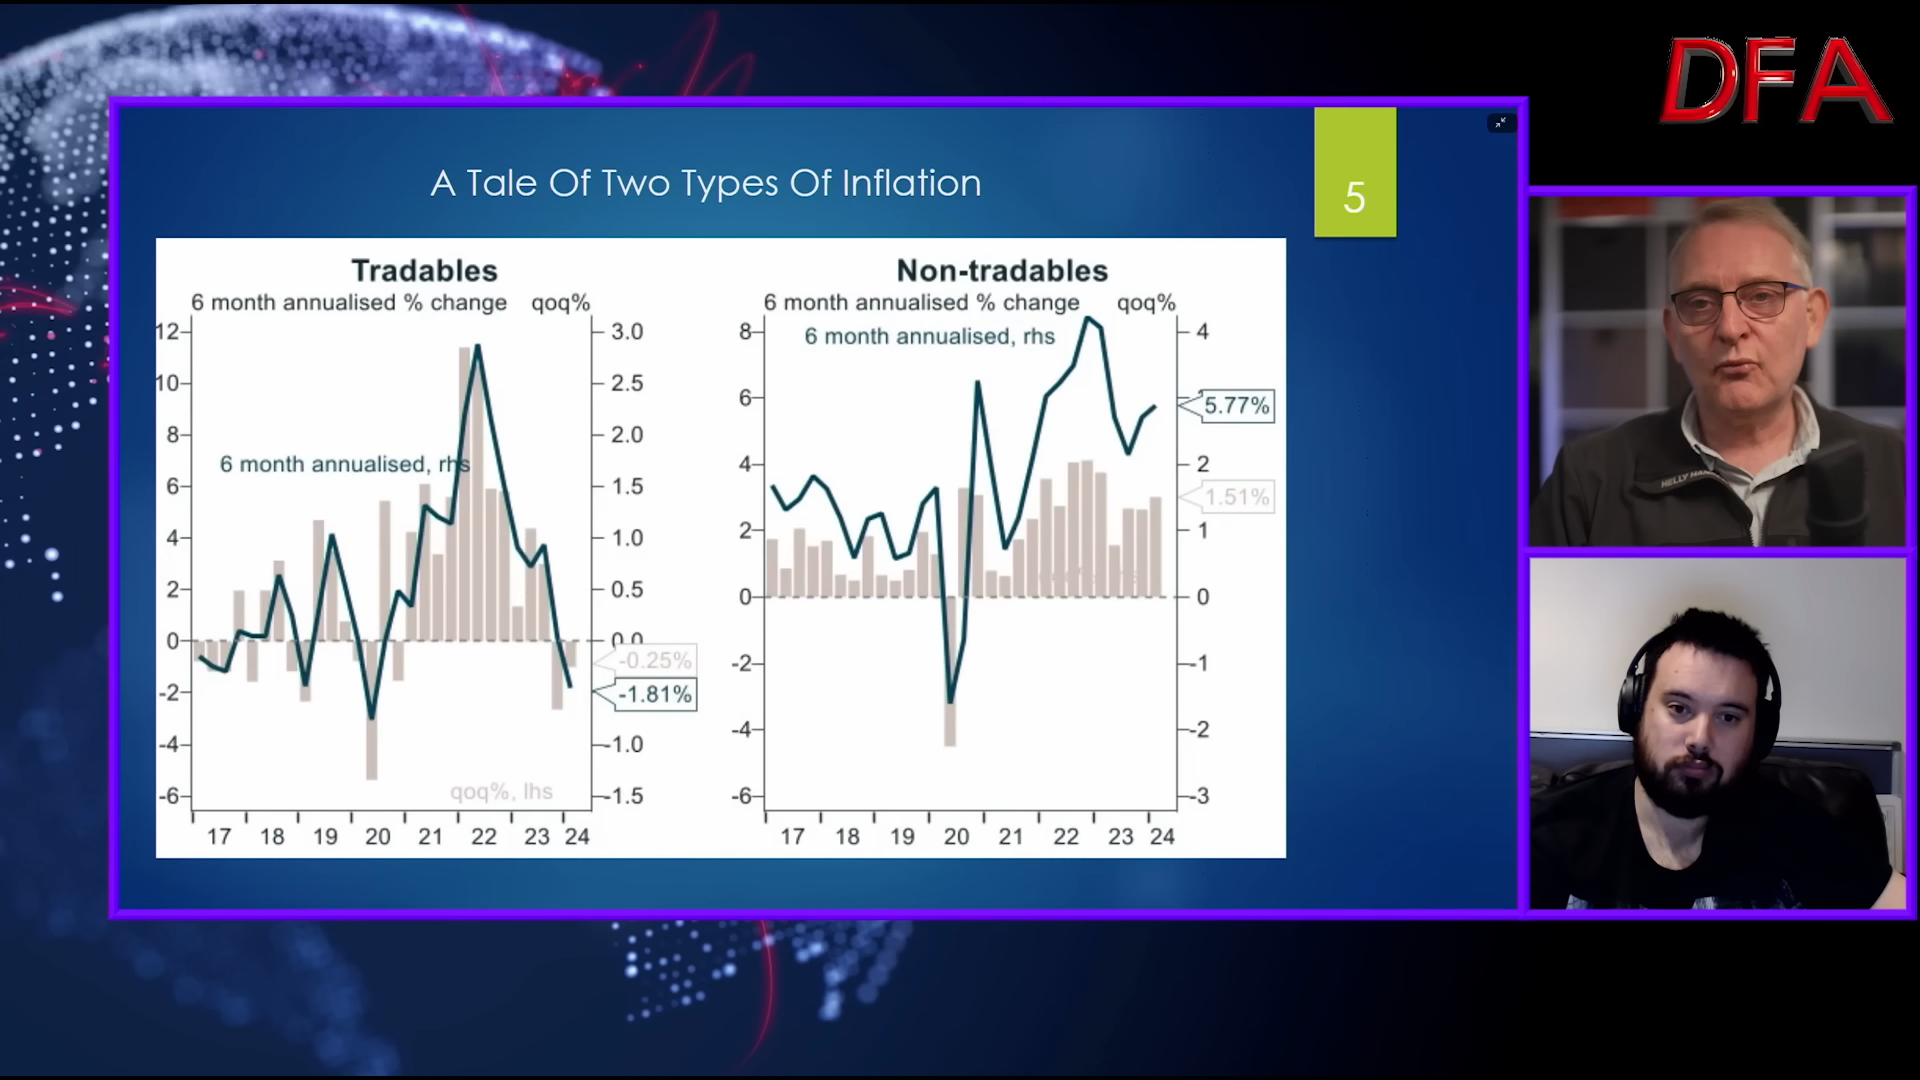 DFA
A Tale Of Two Types Of Inflation
5
Tradables
6 month annualised % change qoq%
12 3.0
10 2.5
8 2.0
6 month annualised, rhs
6 1.5
4 1.0
2 0.5
0 0.0
-0.25%
-2 -1.81%
-4 -1.0
qoq%, lhs
-6 -1.5
17 18 19 20 21 22 23 24
Non-tradables
6 month annualised % change qoq%
8 4
6 month annualised, rhs
6 5.77%
4 2
1.51%
2 1
0 0
-2 -1
-4 -2
-6 -3
17 18 19 20 21 22 23 24